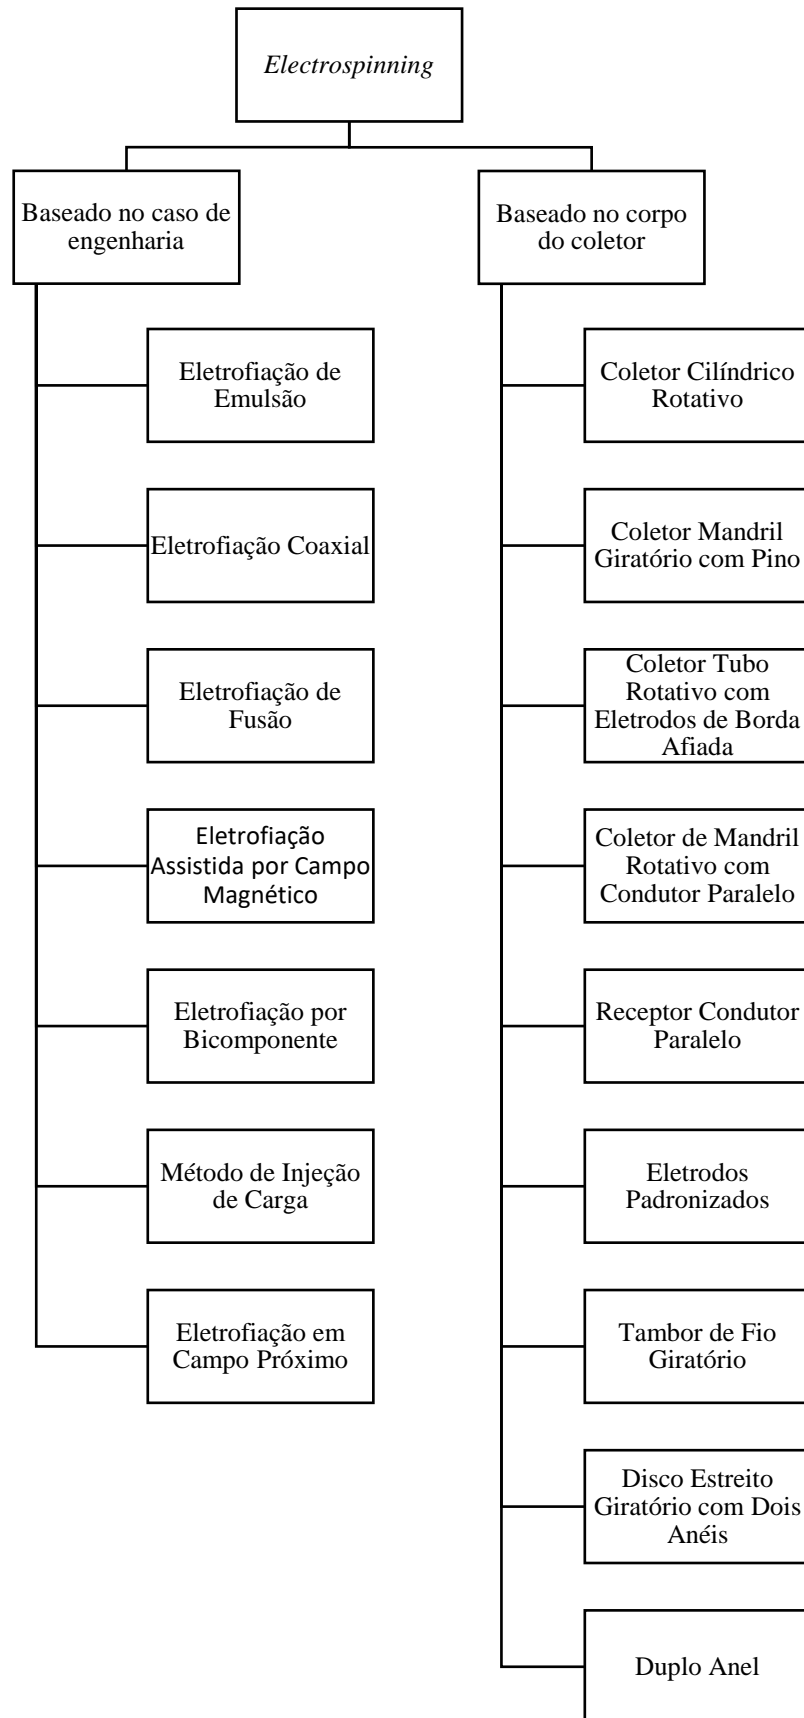 Electrospinning
Baseado no caso de
engenharia
Baseado no corpo
do coletor
Eletrofiação de
Emulsão
Coletor Cilíndrico
Rotativo
Eletrofiação Coaxial
Coletor Mandril
Giratório com Pino
Eletrofiação de
Fusão
Coletor Tubo
Rotativo com
Eletrodos de Borda
Afiada
Eletrofiação
Assistida por Campo
Magnético
Coletor de Mandril
Rotativo com
Condutor Paralelo
Eletrofiação por
Bicomponente
Receptor Condutor
Paralelo
Método de Injeção
de Carga
Eletrodos
Padronizados
Eletrofiação em
Campo Próximo
Tambor de Fio
Giratório
Disco Estreito
Giratório com Dois
Anéis
Duplo Anel